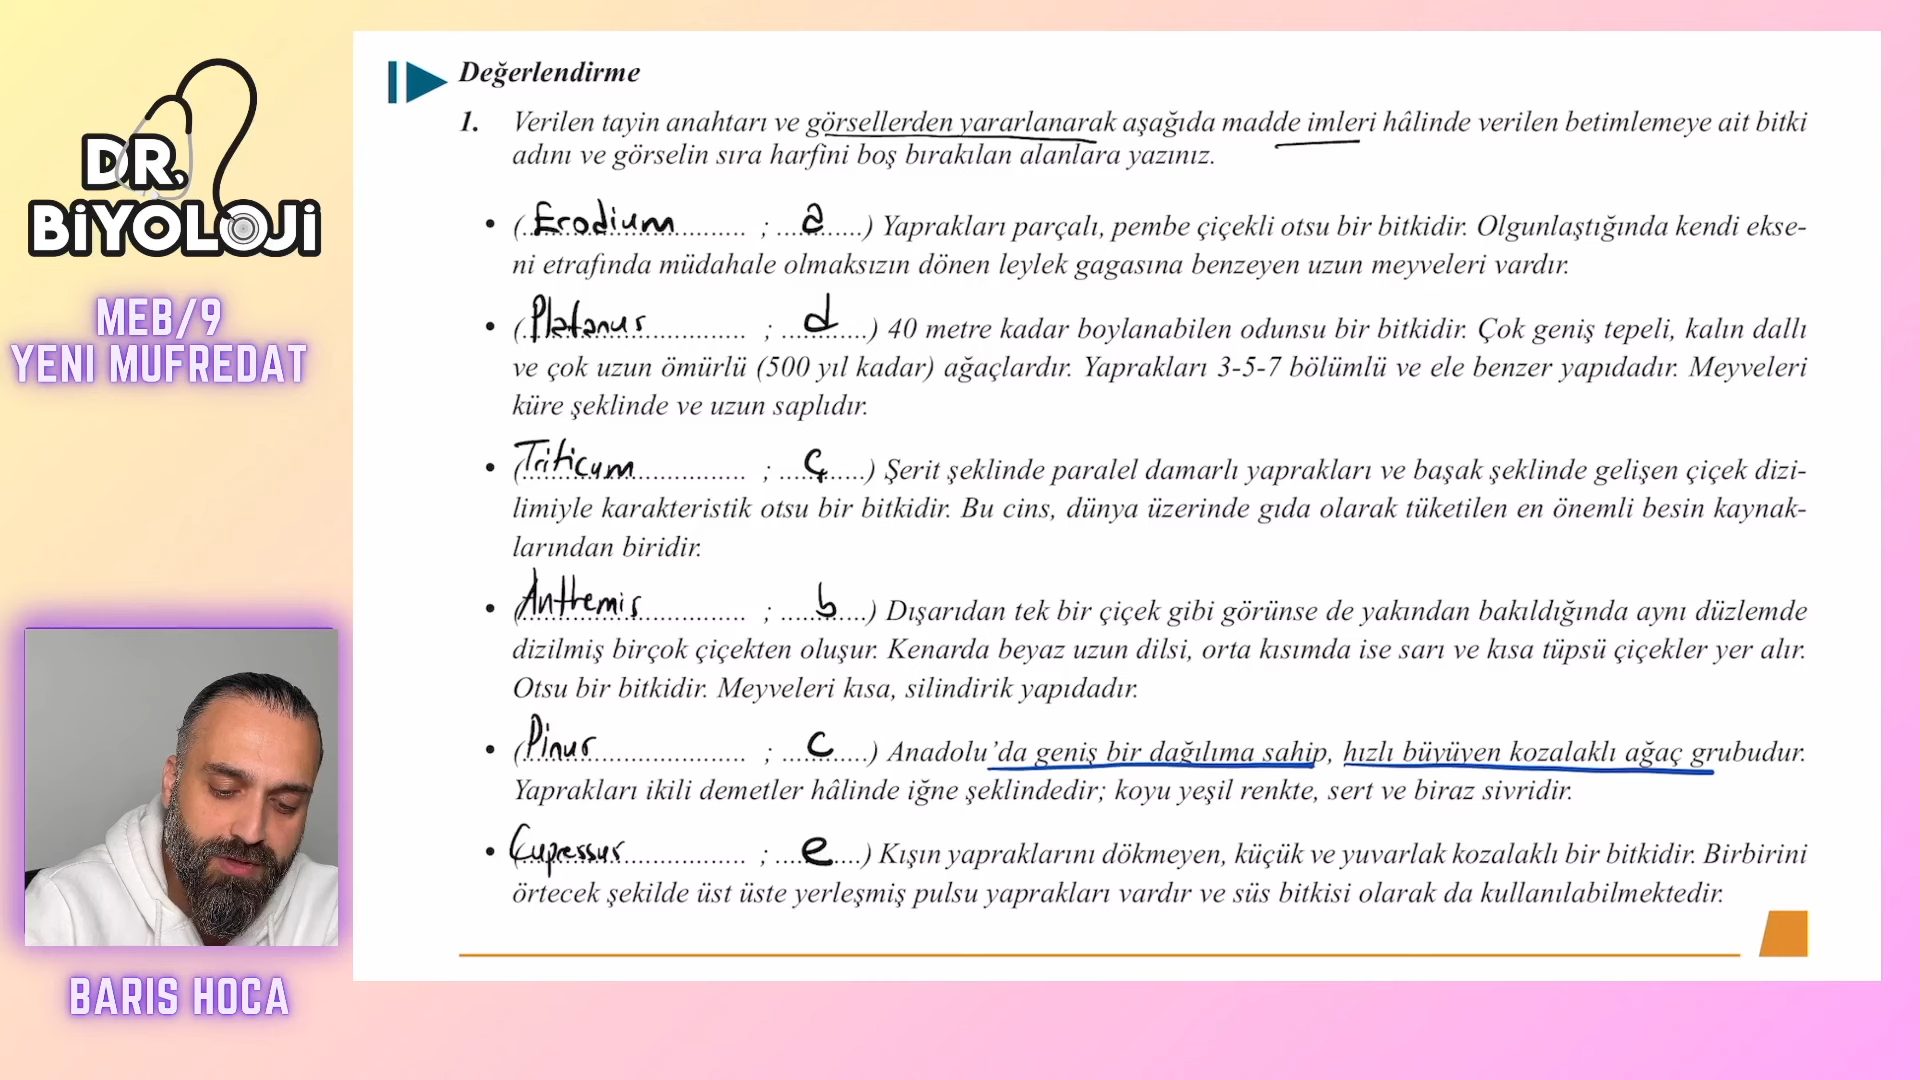 DR.
BİYOLOJİ
MEB/9
YENİ MUFREDAT
BARIS HOCA
Değerlendirme
1. Verilen tayin anahtarı ve görsellerden yararlanarak aşağıda madde imleri hâlinde verilen betimlemeye ait bitki
adını ve görselin sıra harfini boş bırakılan alanlara yazınız.
• (Erodium.......... ; ...a......) Yaprakları parçalı, pembe çiçekli otsu bir bitkidir. Olgunlaştığında kendi ekse-
ni etrafında müdahale olmaksızın dönen leylek gagasına benzeyen uzun meyveleri vardır.
• (Platanus.............. ; ...d......) 40 metre kadar boylanabilen odunsu bir bitkidir. Çok geniş tepeli, kalın dallı
ve çok uzun ömürlü (500 yıl kadar) ağaçlardır. Yaprakları 3-5-7 bölümlü ve ele benzer yapıdadır. Meyveleri
küre şeklinde ve uzun saplıdır.
• (Triticum................ ; ...ç......) Şerit şeklinde paralel damarlı yaprakları ve başak şeklinde gelişen çiçek dizi-
limiyle karakteristik otsu bir bitkidir. Bu cins, dünya üzerinde gıda olarak tüketilen en önemli besin kaynak-
larından biridir.
• (Anthemis............... ; ...b......) Dışarıdan tek bir çiçek gibi görünse de yakından bakıldığında aynı düzlemde
dizilmiş birçok çiçekten oluşur. Kenarda beyaz uzun dilsi, orta kısımda ise sarı ve kısa tüpsü çiçekler yer alır.
Otsu bir bitkidir. Meyveleri kısa, silindirik yapıdadır.
• (Pinus..................... ; ...c......) Anadolu’da geniş bir dağılıma sahip, hızlı büyüyen kozalaklı ağaç grubudur.
Yaprakları ikili demetler hâlinde iğne şeklindedir; koyu yeşil renkte, sert ve biraz sivridir.
• (Cupressus................. ; ....e....) Kışın yapraklarını dökmeyen, küçük ve yuvarlak kozalaklı bir bitkidir. Birbirini
örtecek şekilde üst üste yerleşmiş pulsu yaprakları vardır ve süs bitkisi olarak da kullanılabilmektedir.